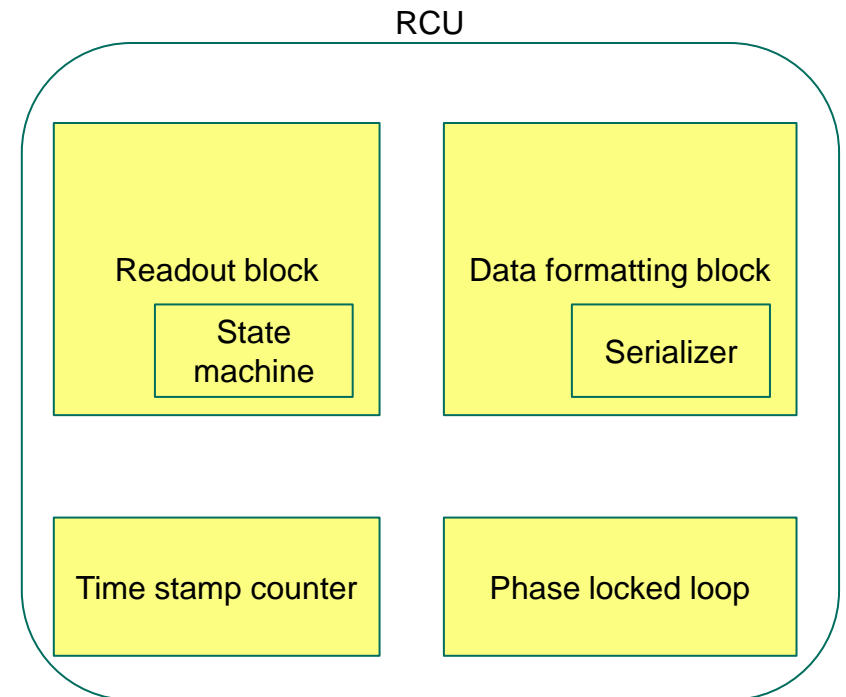 RCU
Readout block
Data formatting block
State
machine
Serializer
Time stamp counter
Phase locked loop